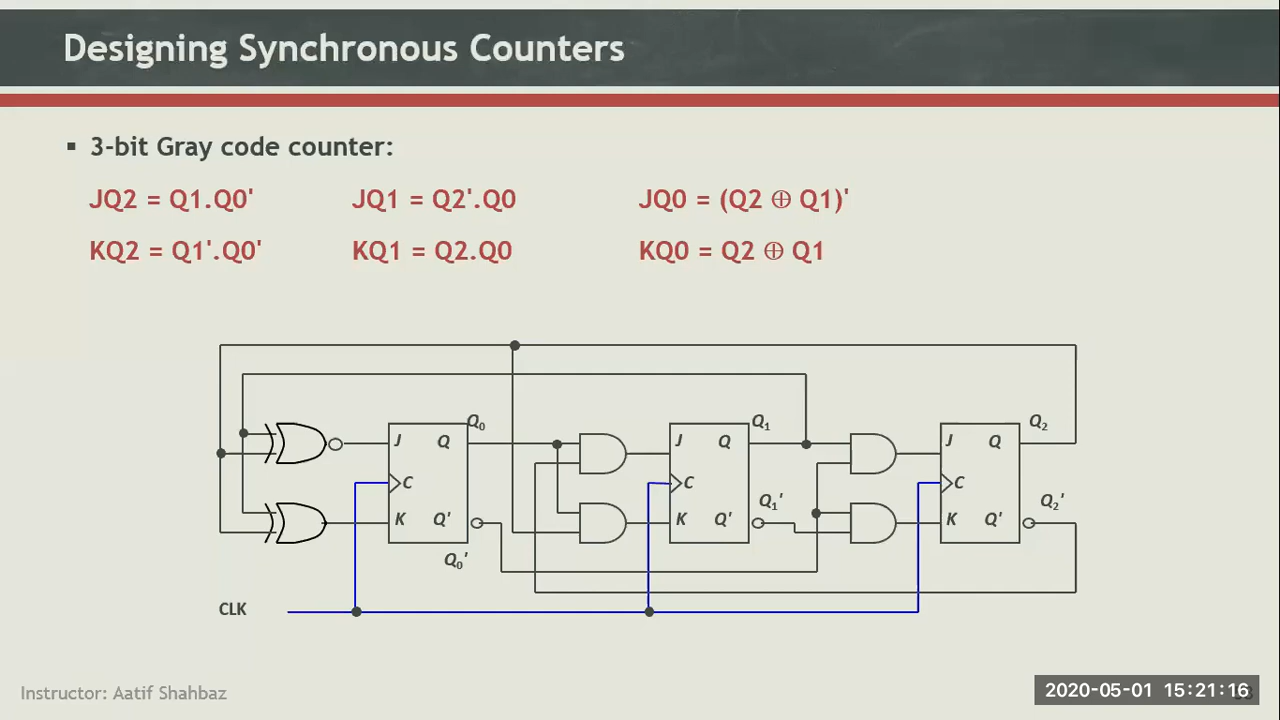 Designing Synchronous Counters
▪ 3-bit Gray code counter:
JQ2 = Q1.Q0' JQ1 = Q2'.Q0 JQ0 = (Q2 ⊕ Q1)'
KQ2 = Q1'.Q0' KQ1 = Q2.Q0 KQ0 = Q2 ⊕ Q1
Q0 Q1 Q2
J Q J Q J Q
C C C
Q1' Q2'
K Q' K Q' K Q'
Q0'
CLK
Instructor: Aatif Shahbaz
2020-05-01 15:21:16